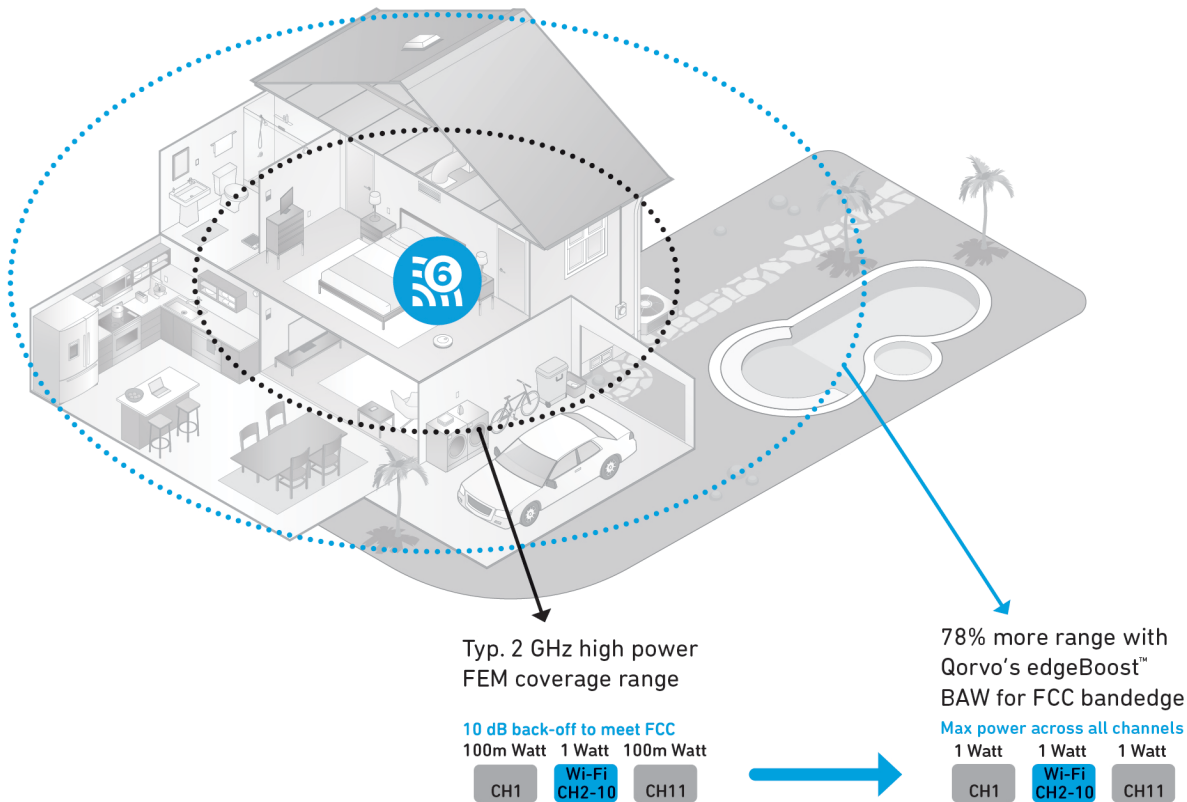 6
Typ. 2 GHz high power
FEM coverage range
10 dB back-off to meet FCC
100m Watt 1 Watt 100m Watt
CH1
Wi-Fi
CH2-10
CH11
78% more range with
Qorvo's edgeBoost™
BAW for FCC bandedge
Max power across all channels
1 Watt 1 Watt 1 Watt
CH1
Wi-Fi
CH2-10
CH11